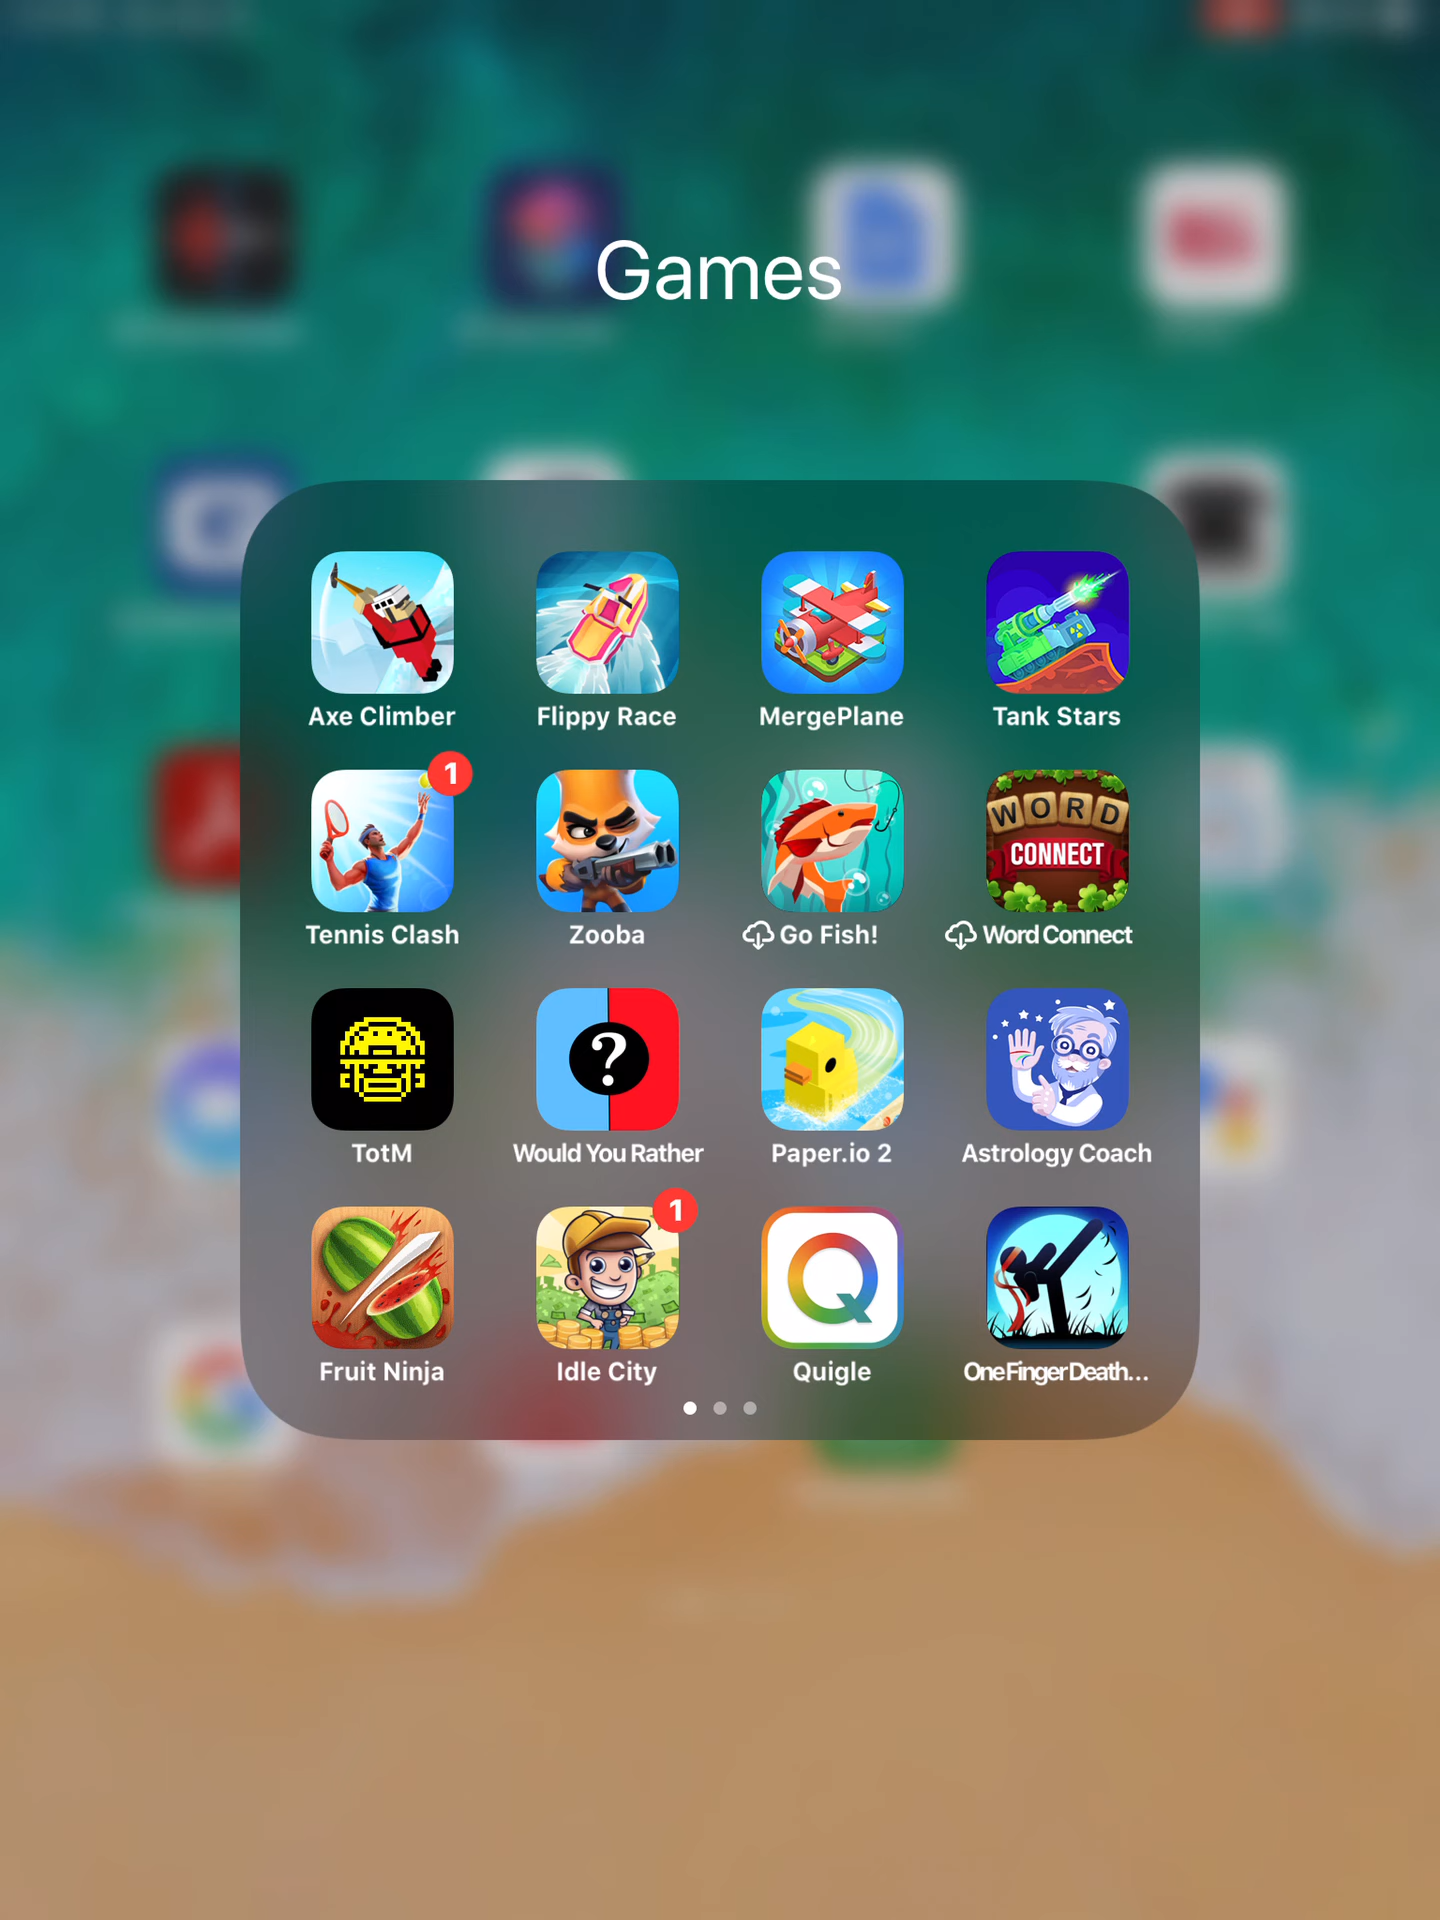 Games
Axe Climber
Flippy Race
MergePlane
Tank Stars
1
Tennis Clash
Zooba
Go Fish!
WORD
CONNECT
Word Connect
?
TotM
Would You Rather
Paper.io 2
Astrology Coach
1
Fruit Ninja
Idle City
Q
Quigle
OneFingerDeath...